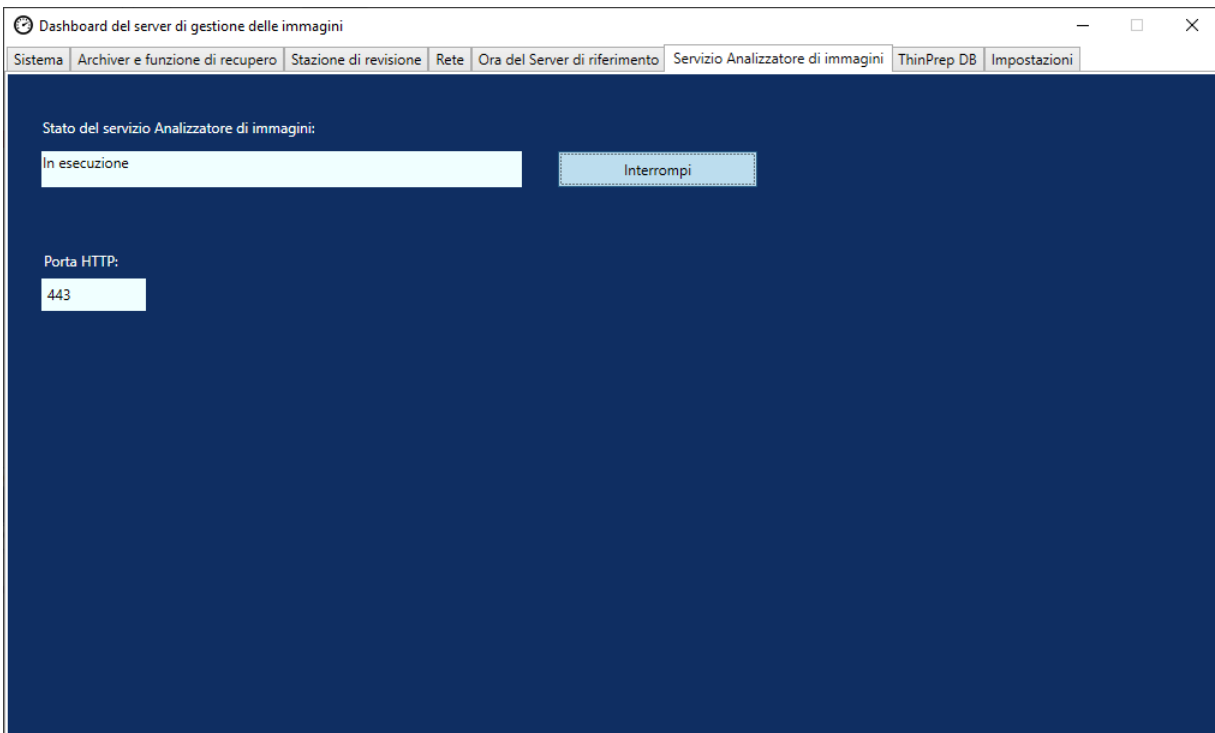 Dashboard del server di gestione delle immagini
Sistema Archiver e funzione di recupero Stazione di revisione Rete Ora del Server di riferimento Servizio Analizzatore di immagini ThinPrep DB Impostazioni
Stato del servizio Analizzatore di immagini:
In esecuzione Interrompi
Porta HTTP:
443